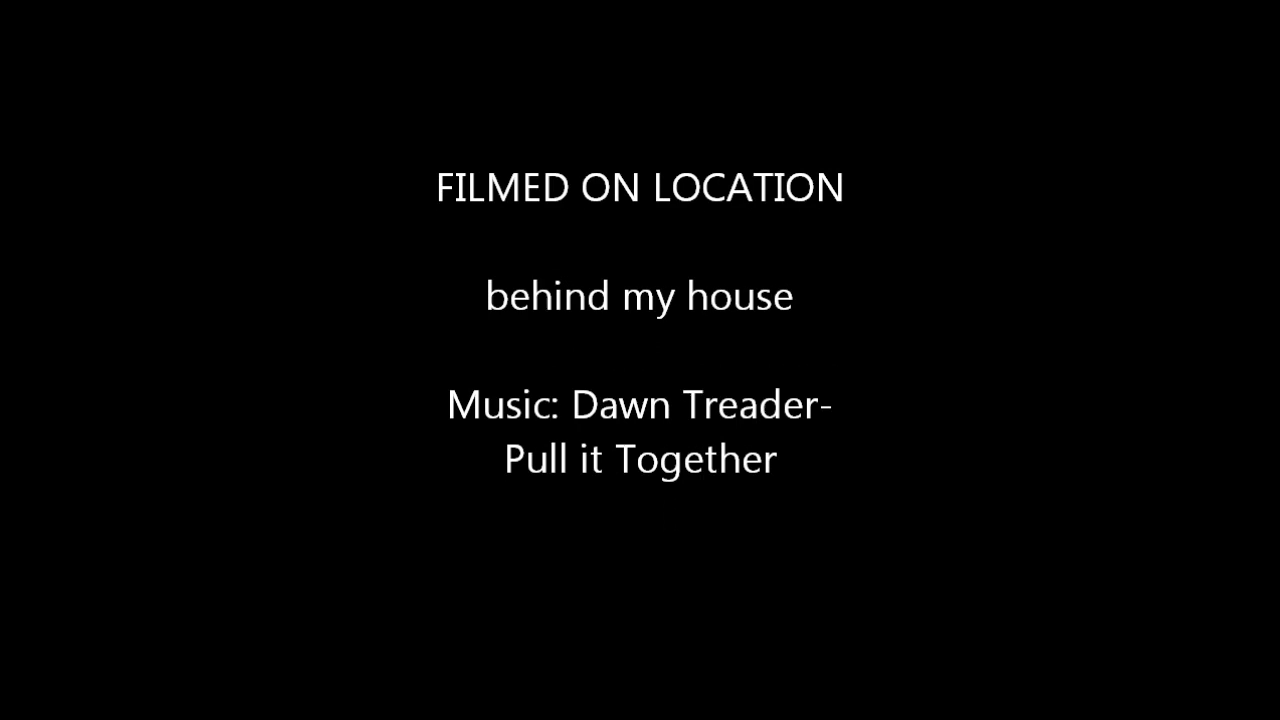 FILMED ON LOCATION
behind my house
Music: Dawn Treader-
Pull it Together